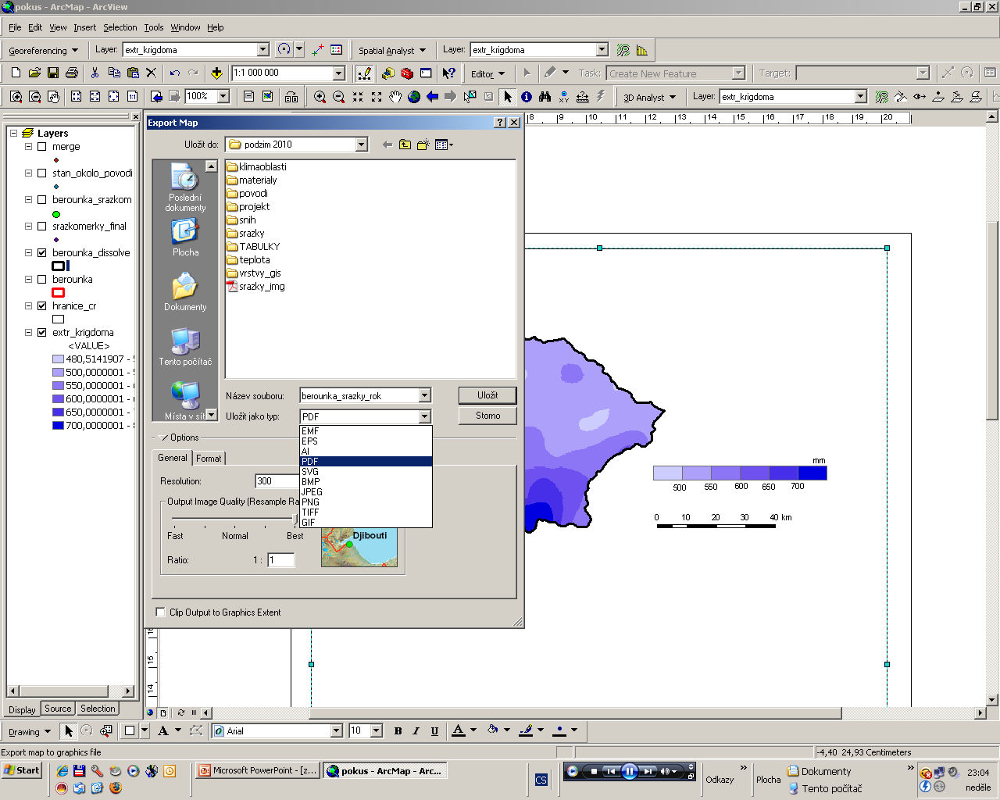 pokus - ArcMap - ArcView
File Edit View Insert Selection Tools Window Help
Georeferencing Layer: extr_krigdoma Spatial Analyst Layer: extr_krigdoma
1:1 000 000 Editor Task: Create New Feature Target:
1:1 100% 3D Analyst Layer: extr_krigdoma
Layers
merge
stan_okolo_povodi
berounka_srazkom
srazkomerky_final
berounka_dissolve
berounka
hranice_cr
extr_krigdoma
<VALUE>
480,5141907 -
500,0000001 -
550,0000001 -
600,0000001 -
650,0000001 -
700,0000001 -
Display Source Selection
Export Map
Uložit do: podzim 2010
Poslední dokumenty
Plocha
Dokumenty
Tento počítač
Místa v sít
klimaoblasti
materialy
povodi
projekt
snih
srazky
TABULKY
teplota
vrstvy_gis
srazky_img
Název souboru: berounka_srazky_rok Uložit
Uložit jako typ: PDF Storno
EMF
EPS
AI
PDF
SVG
BMP
JPEG
PNG
TIFF
GIF
Options
General Format
Resolution: 300
Output Image Quality (Resample Ra
Fast Normal Best
Ratio: 1 : 1
Djibouti
Clip Output to Graphics Extent
8 9 10 11 12 13 14 15 16 17 18 19 20
15
14
mm
500 550 600 650 700
0 10 20 30 40 km
Drawing A Arial 10 B I U A
Export map to graphics file -4,40 24,93 Centimeters
Start Microsoft PowerPoint - [z... pokus - ArcMap - Arc... CS Odkazy Plocha Dokumenty Tento počítač 23:04 neděle